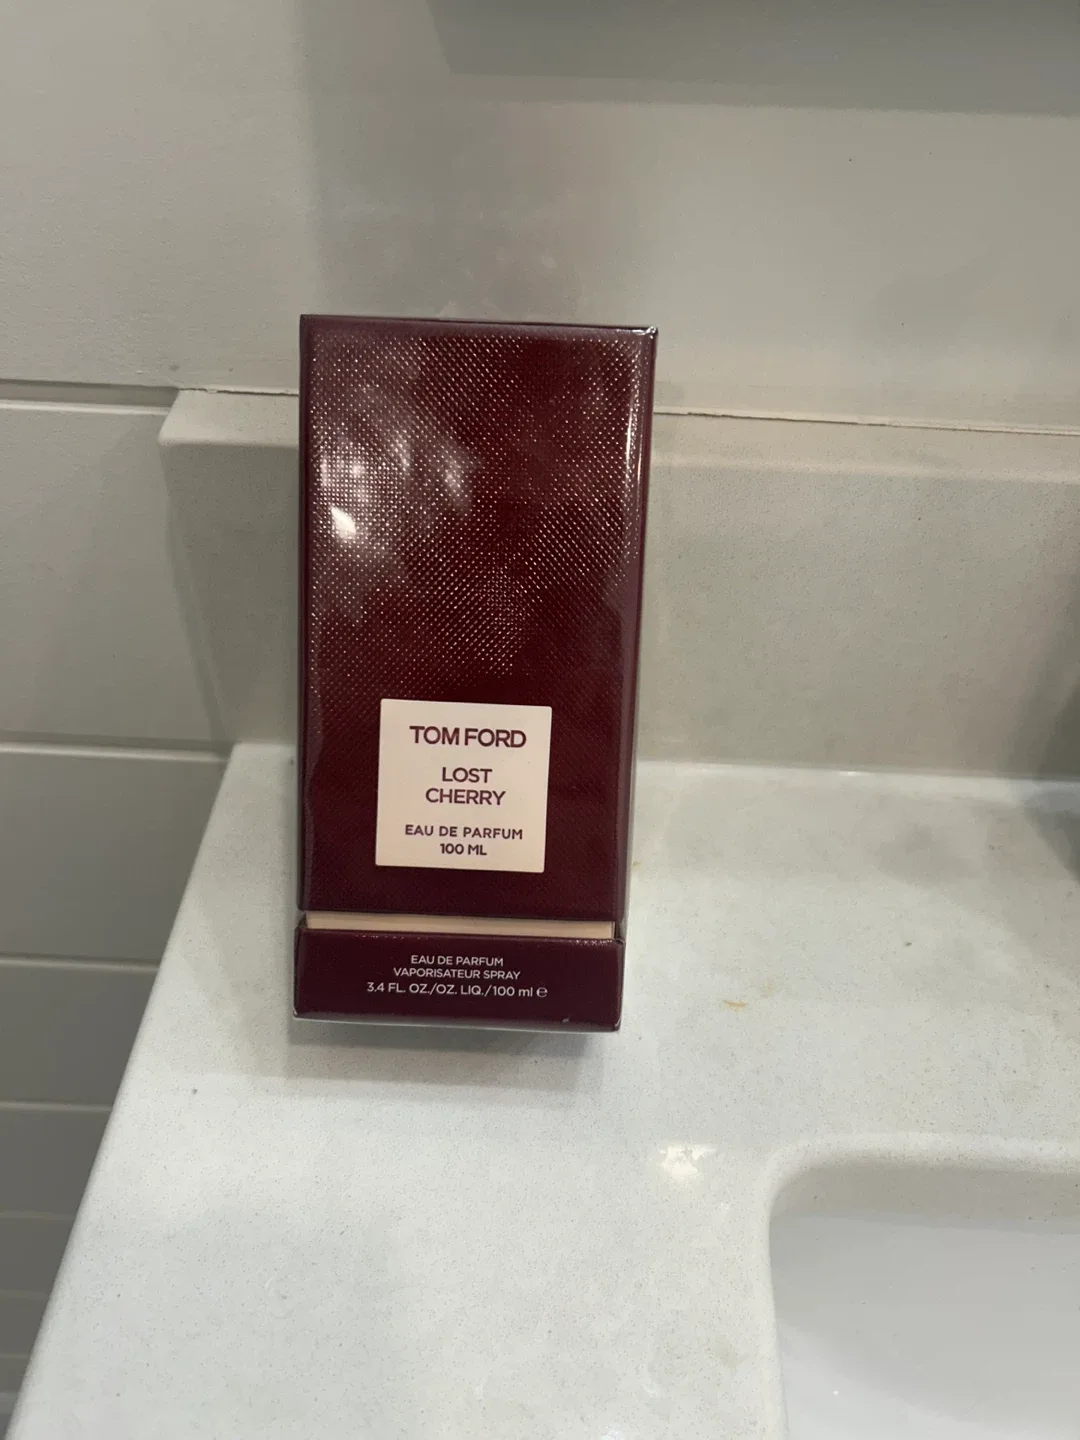 TOM FORD
LOST
CHERRY
EAU DE PARFUM
100 ML
EAU DE PARFUM
VAPORISATEUR SPRAY
3.4 FL. OZ./OZ. LIQ./100 ml ℮